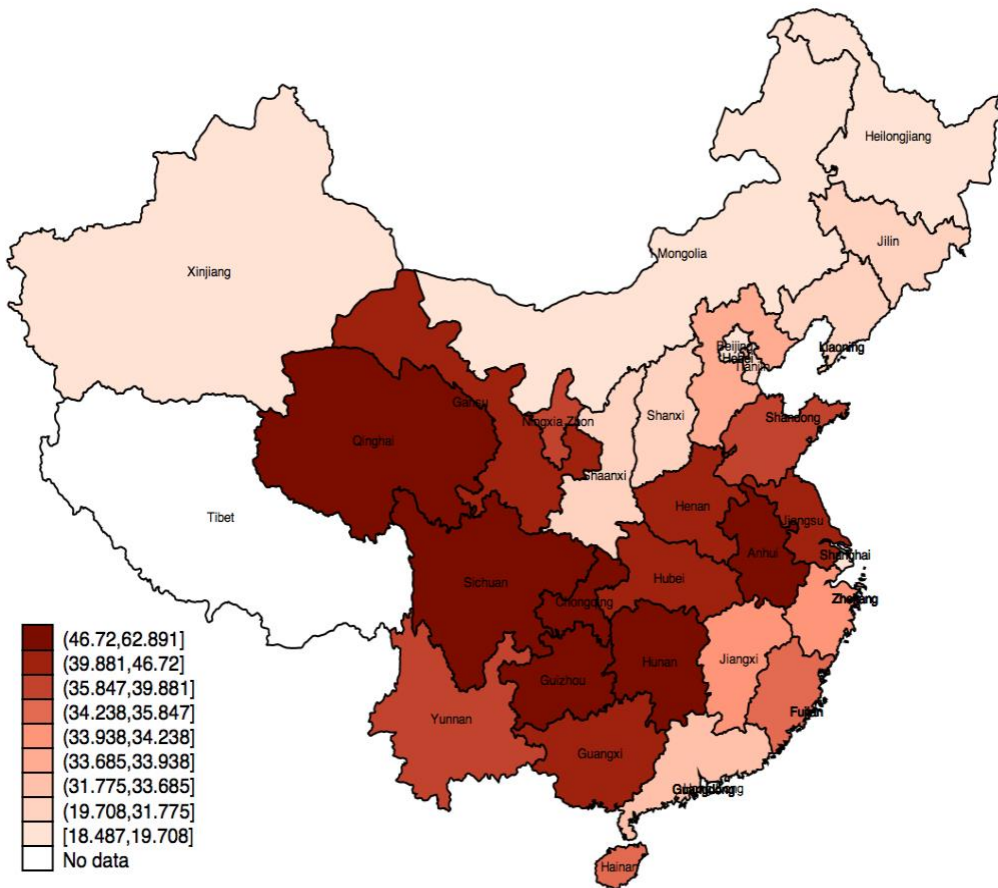 Heilongjiang
Jilin
I Mongolia
Xinjiang
Beijing
Tianjin
Liaoning
Gansu
Ningxia Zhon
Shanxi
Shandong
Qinghai
Shaanxi
Henan
Jiangsu
Tibet
Anhui
Shanghai
Sichuan
Hubei
Chongqing
Zhejiang
Hunan
Jiangxi
Guizhou
Fujian
Yunnan
Guangxi
Guangdong
Hainan
(46.72,62.891]
(39.881,46.72]
(35.847,39.881]
(34.238,35.847]
(33.938,34.238]
(33.685,33.938]
(31.775,33.685]
(19.708,31.775]
[18.487,19.708]
No data